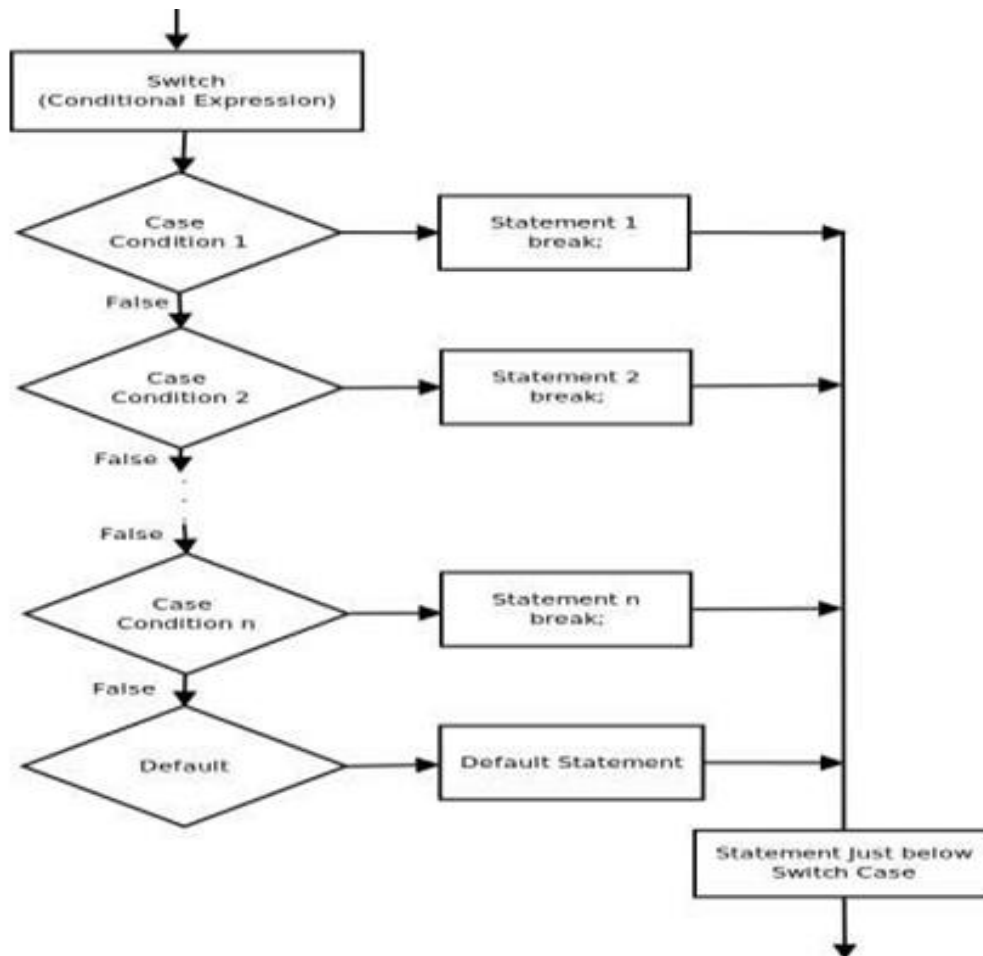 Switch
(Conditional Expression)
Case
Condition 1
Statement 1
break;
False
Case
Condition 2
Statement 2
break;
False
False
Case
Condition n
Statement n
break;
False
Default
Default Statement
Statement Just below
Switch Case